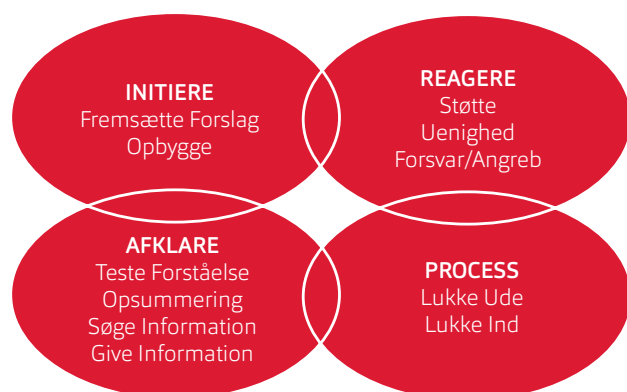 INITIERE
Fremsætte Forslag
Opbygge
REAGERE
Støtte
Uenighed
Forsvar/Angreb
AFKLARE
Teste Forståelse
Opsummering
Søge Information
Give Information
PROCESS
Lukke Ude
Lukke Ind